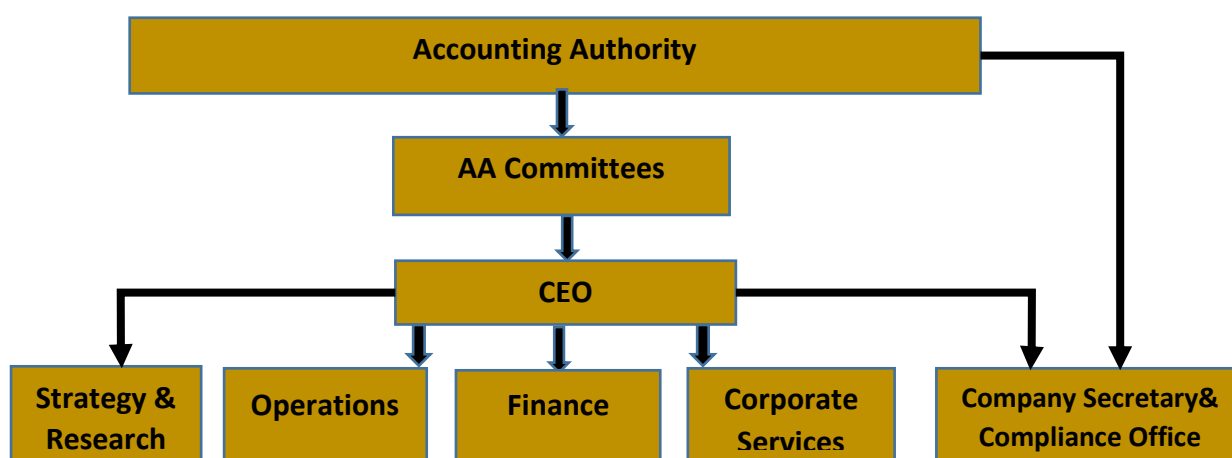 Accounting Authority
AA Committees
CEO
Strategy &
Research
Operations
Finance
Corporate
Services
Company Secretary&
Compliance Office